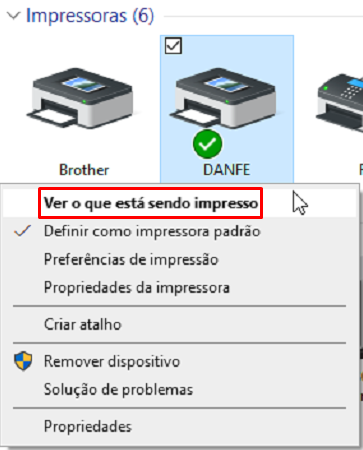 Impressoras (6)
Brother
DANFE
Ver o que está sendo impresso
Definir como impressora padrão
Preferências de impressão
Propriedades da impressora
Criar atalho
Remover dispositivo
Solução de problemas
Propriedades